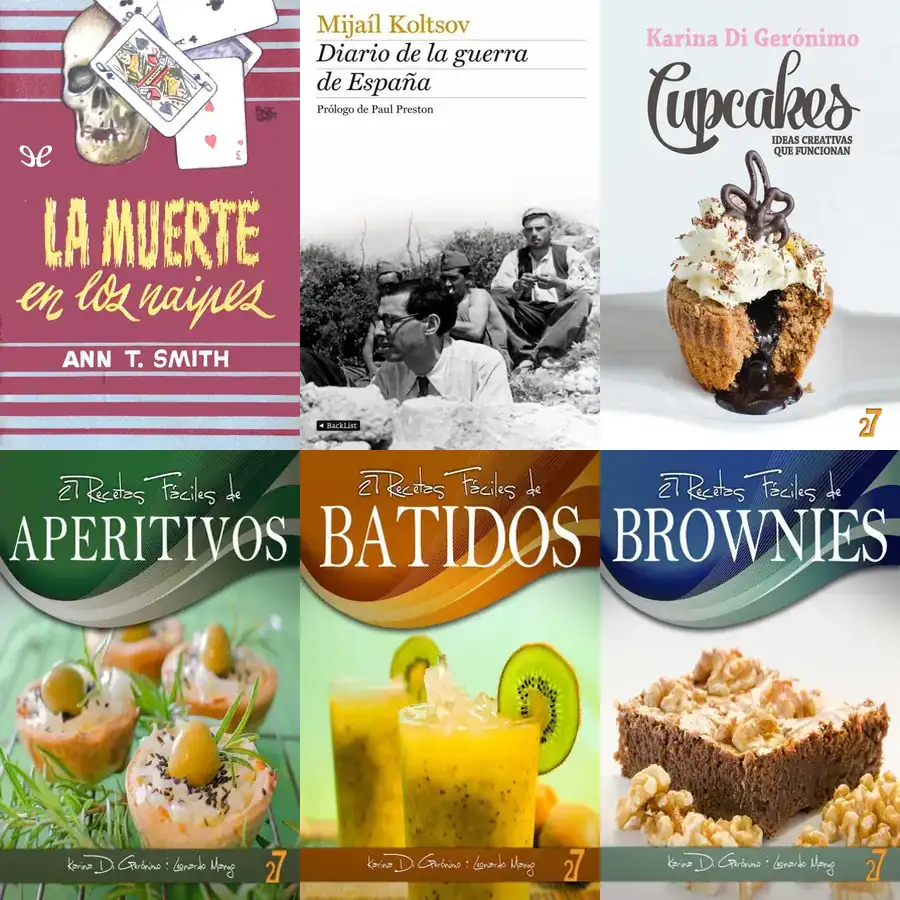 LA MUERTE
en los naipes
ANN T. SMITH
Mijaíl Koltsov
Diario de la guerra
de España
Prólogo de Paul Preston
◄ BackList
Karina Di Gerónimo
Cupcakes
IDEAS CREATIVAS
QUE FUNCIONAN
27
27 Recetas Fáciles de
APERITIVOS
Karina Di Gerónimo : Leonardo Manzo
27
27 Recetas Fáciles de
BATIDOS
Karina Di Gerónimo : Leonardo Manzo
27
27 Recetas Fáciles de
BROWNIES
Karina Di Gerónimo : Leonardo Manzo
27